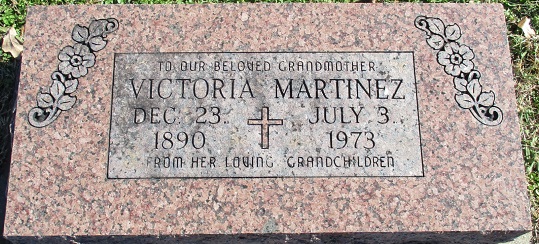 TO OUR BELOVED GRANDMOTHER
VICTORIA MARTINEZ
DEC. 23 JULY 3
1890 1973
FROM HER LOVING GRANDCHILDREN